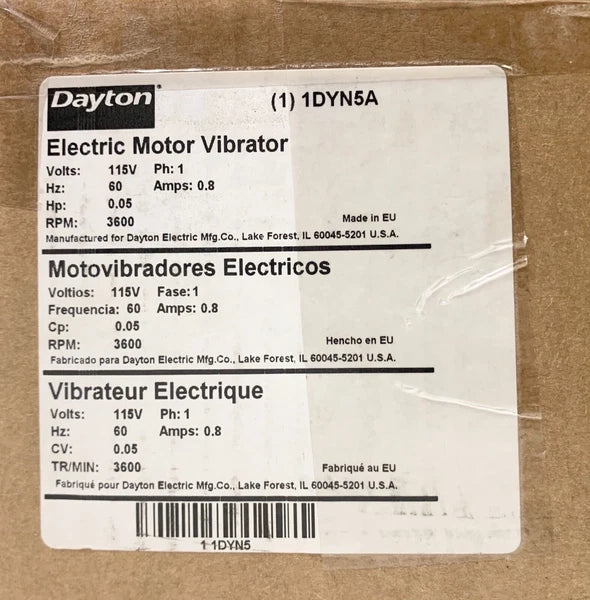 Dayton®
(1) 1DYN5A
Electric Motor Vibrator
Volts: 115V Ph: 1
Hz: 60 Amps: 0.8
Hp: 0.05
RPM: 3600 Made in EU
Manufactured for Dayton Electric Mfg.Co., Lake Forest, IL 60045-5201 U.S.A.
Motovibradores Electricos
Voltios: 115V Fase:1
Frequencia: 60 Amps: 0.8
Cp: 0.05
RPM: 3600 Hencho en EU
Fabricado para Dayton Electric Mfg.Co., Lake Forest, IL 60045-5201 U.S.A.
Vibrateur Electrique
Volts: 115V Ph: 1
Hz: 60 Amps: 0.8
CV: 0.05
TR/MIN: 3600 Fabriqué au EU
Fabriqué pour Dayton Electric Mfg.Co., Lake Forest, IL 60045-5201 U.S.A.
1 1DYN5